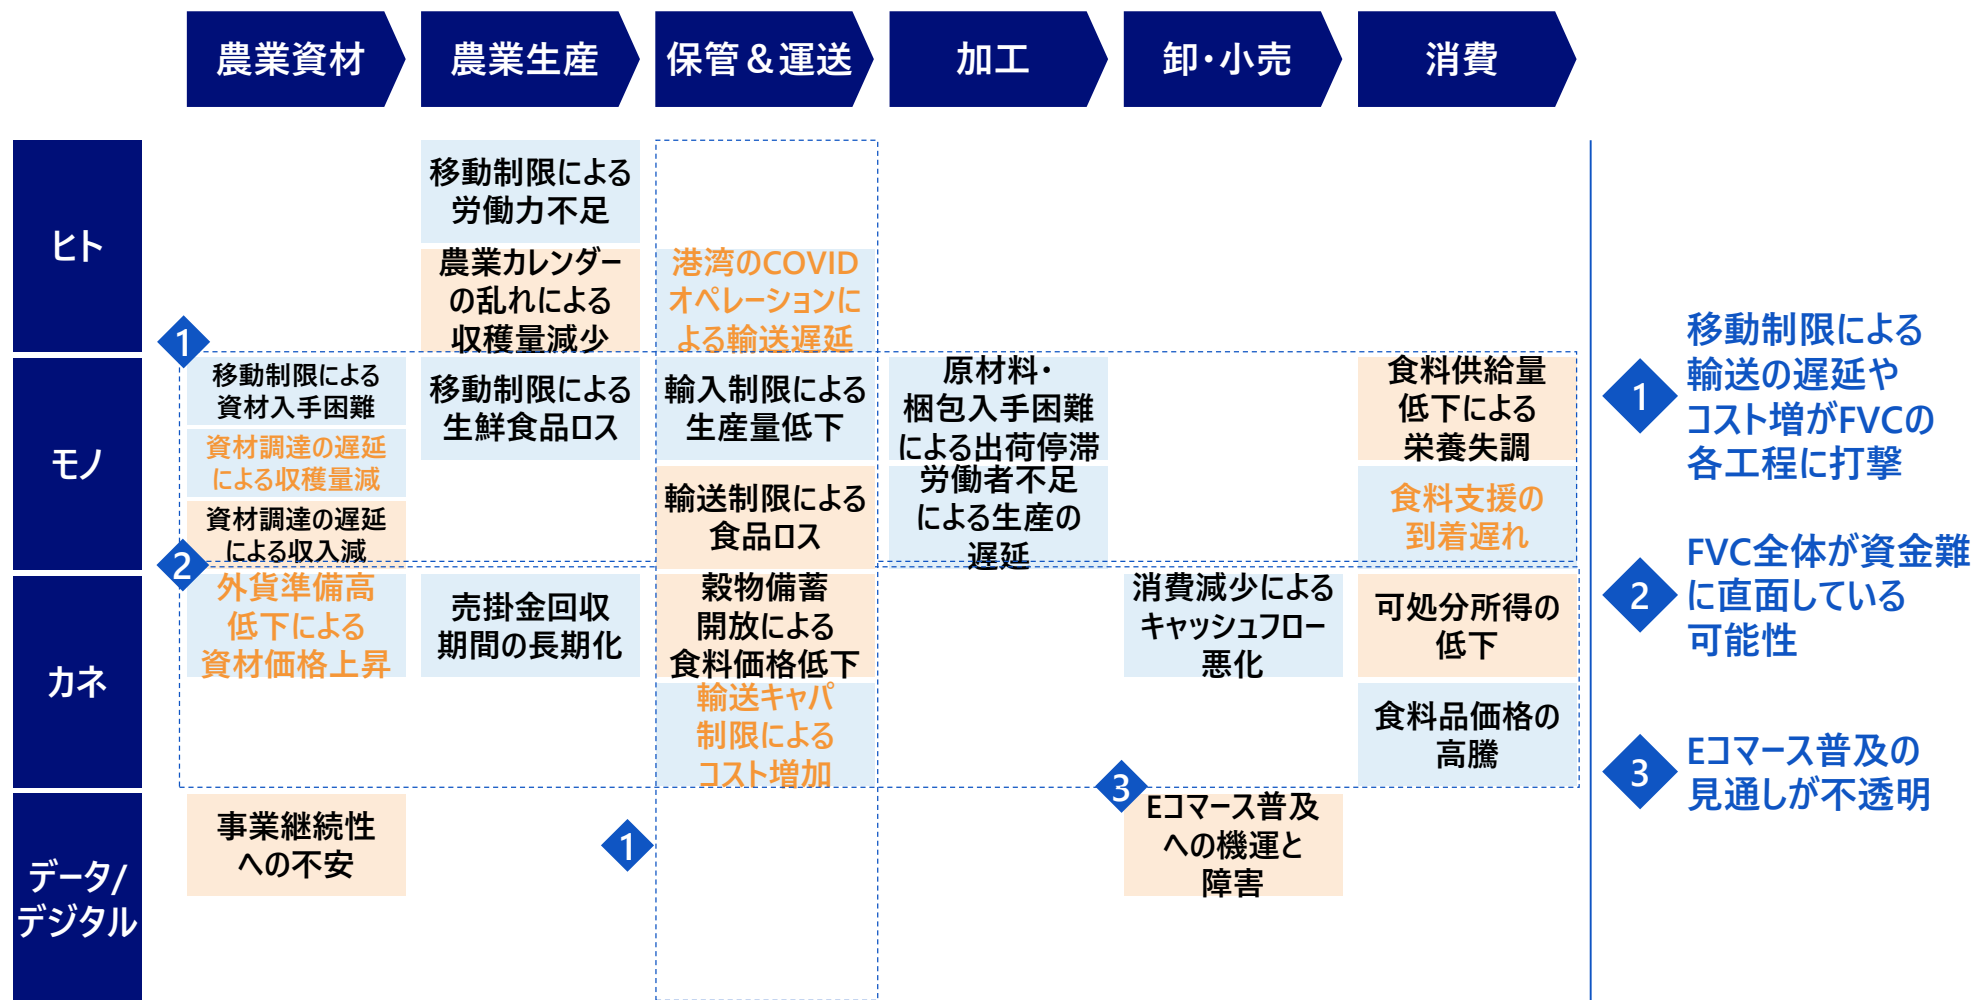 農業資材
農業生産
保管＆運送
加工
卸・小売
消費
ヒト
移動制限による
労働力不足
農業カレンダー
の乱れによる
収穫量減少
港湾のCOVID
オペレーションに
よる輸送遅延
1
モノ
移動制限による
資材入手困難
資材調達の遅延
による収穫量減
資材調達の遅延
による収入減
移動制限による
生鮮食品ロス
輸入制限による
生産量低下
輸送制限による
食品ロス
原材料・
梱包入手困難
による出荷停滞
労働者不足
による生産の
遅延
食料供給量
低下による
栄養失調
食料支援の
到着遅れ
2
カネ
外貨準備高
低下による
資材価格上昇
売掛金回収
期間の長期化
穀物備蓄
開放による
食料価格低下
輸送キャパ
制限による
コスト増加
消費減少による
キャッシュフロー
悪化
可処分所得の
低下
食料品価格の
高騰
データ/
デジタル
事業継続性
への不安
1
3
Eコマース普及
への機運と
障害
1
移動制限による
輸送の遅延や
コスト増がFVCの
各工程に打撃
2
FVC全体が資金難
に直面している
可能性
3
Eコマース普及の
見通しが不透明